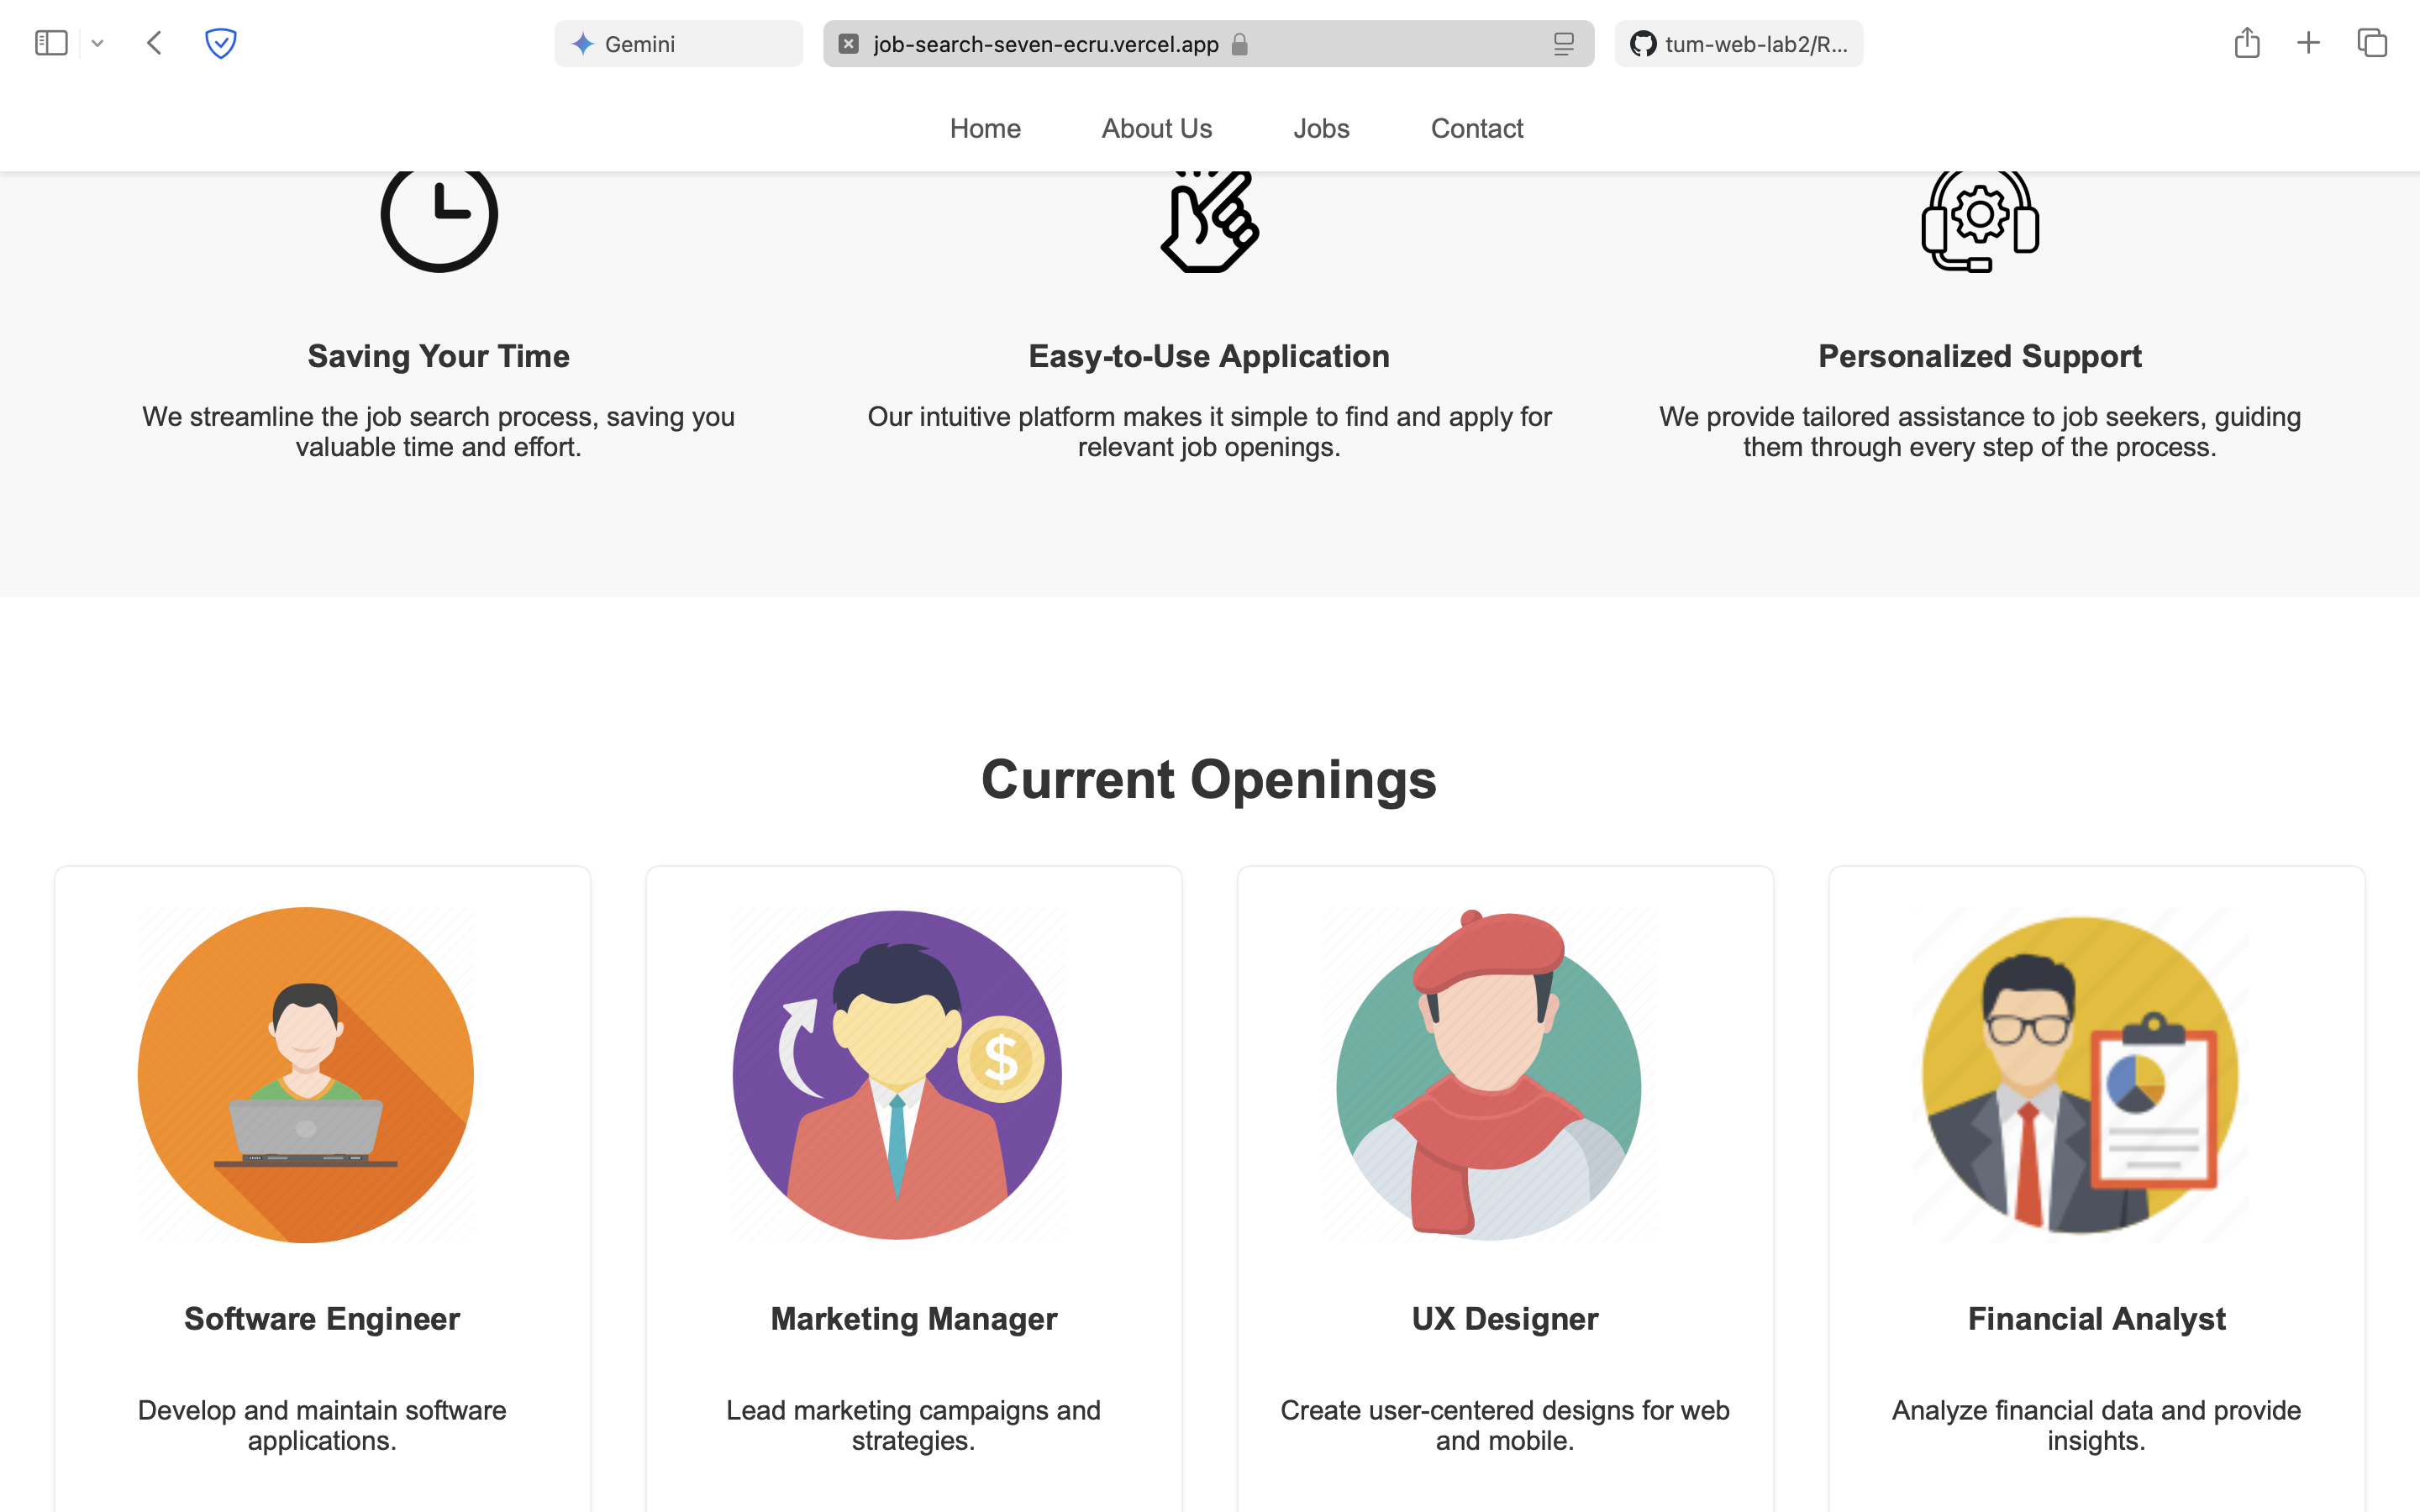 Gemini
job-search-seven-ecru.vercel.app
tum-web-lab2/R...
Home
About Us
Jobs
Contact
Saving Your Time
We streamline the job search process, saving you
valuable time and effort.
Easy-to-Use Application
Our intuitive platform makes it simple to find and apply for
relevant job openings.
Personalized Support
We provide tailored assistance to job seekers, guiding
them through every step of the process.
Current Openings
$
Software Engineer
Develop and maintain software
applications.
Marketing Manager
Lead marketing campaigns and
strategies.
UX Designer
Create user-centered designs for web
and mobile.
Financial Analyst
Analyze financial data and provide
insights.